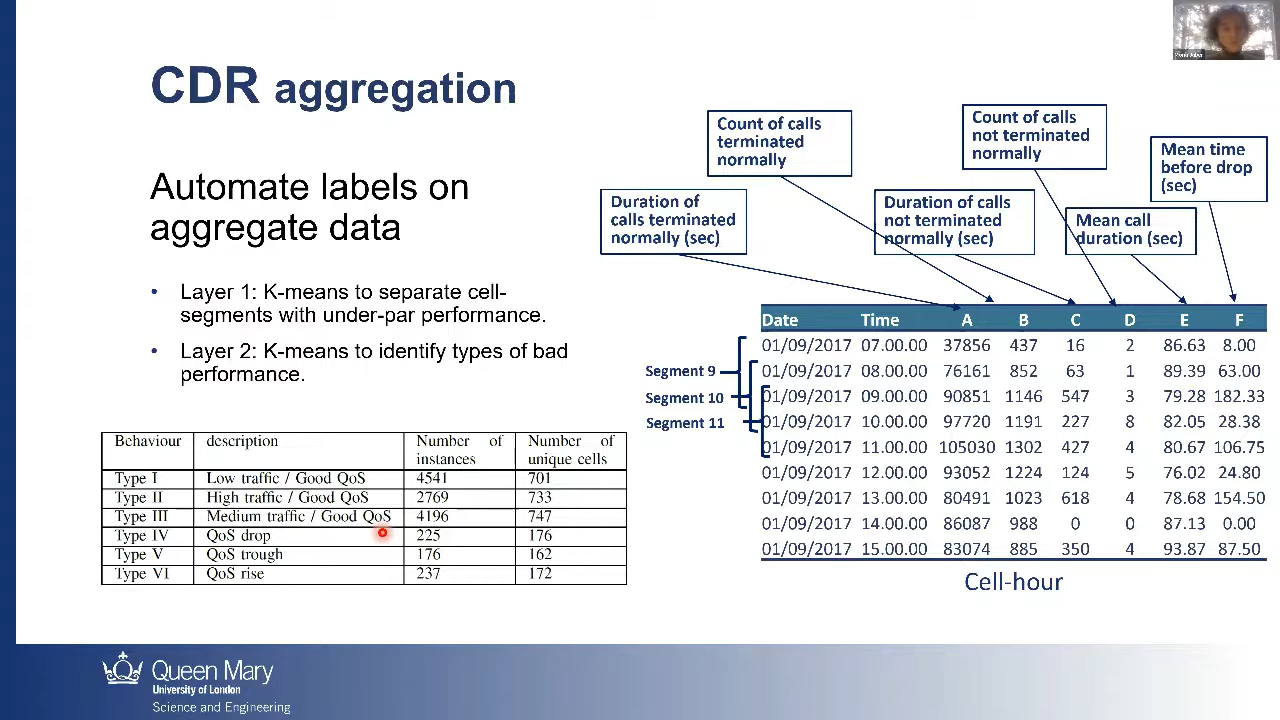 CDR aggregation
Automate labels on
aggregate data
• Layer 1: K-means to separate cell-
segments with under-par performance.
• Layer 2: K-means to identify types of bad
performance.
Behaviour description Number of instances Number of unique cells
Type I Low traffic / Good QoS 4541 701
Type II High traffic / Good QoS 2769 733
Type III Medium traffic / Good QoS 4196 747
Type IV QoS drop 225 176
Type V QoS trough 176 162
Type VI QoS rise 237 172
Duration of
calls terminated
normally (sec)
Count of calls
terminated
normally
Duration of calls
not terminated
normally (sec)
Count of calls
not terminated
normally
Mean call
duration (sec)
Mean time
before drop
(sec)
Segment 9
Segment 10
Segment 11
Date Time A B C D E F
01/09/2017 07.00.00 37856 437 16 2 86.63 8.00
01/09/2017 08.00.00 76161 852 63 1 89.39 63.00
01/09/2017 09.00.00 90851 1146 547 3 79.28 182.33
01/09/2017 10.00.00 97720 1191 227 8 82.05 28.38
01/09/2017 11.00.00 105030 1302 427 4 80.67 106.75
01/09/2017 12.00.00 93052 1224 124 5 76.02 24.80
01/09/2017 13.00.00 80491 1023 618 4 78.68 154.50
01/09/2017 14.00.00 86087 988 0 0 87.13 0.00
01/09/2017 15.00.00 83074 885 350 4 93.87 87.50
Cell-hour
Queen Mary
University of London
Science and Engineering